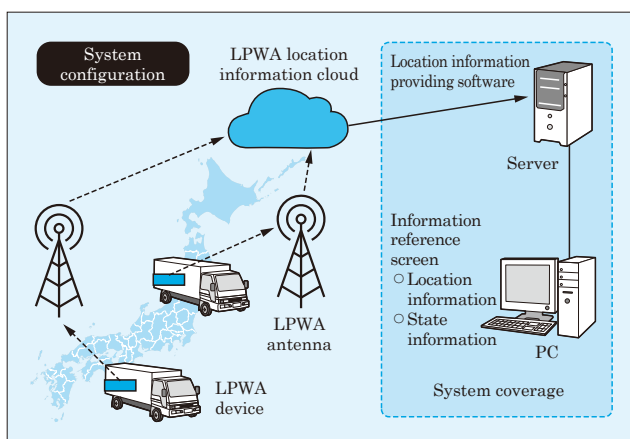 System
configuration
LPWA location
information cloud
Location information
providing software
Server
Information
reference
screen
○ Location
information
○ State
information
PC
LPWA
antenna
LPWA
device
System coverage